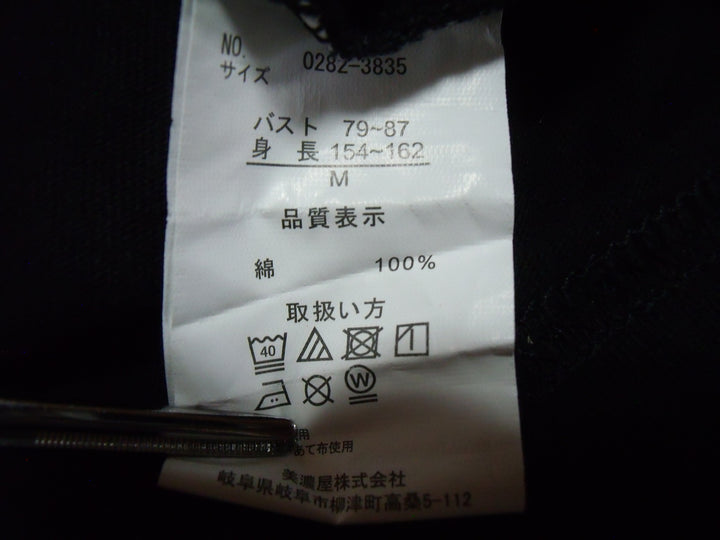 NO. 0282-3835
サイズ
バスト 79~87
身 長 154~162
M
品質表示
綿 100%
取扱い方
40
W
用
あて布使用
美濃屋株式会社
岐阜県岐阜市柳津町高桑5-112